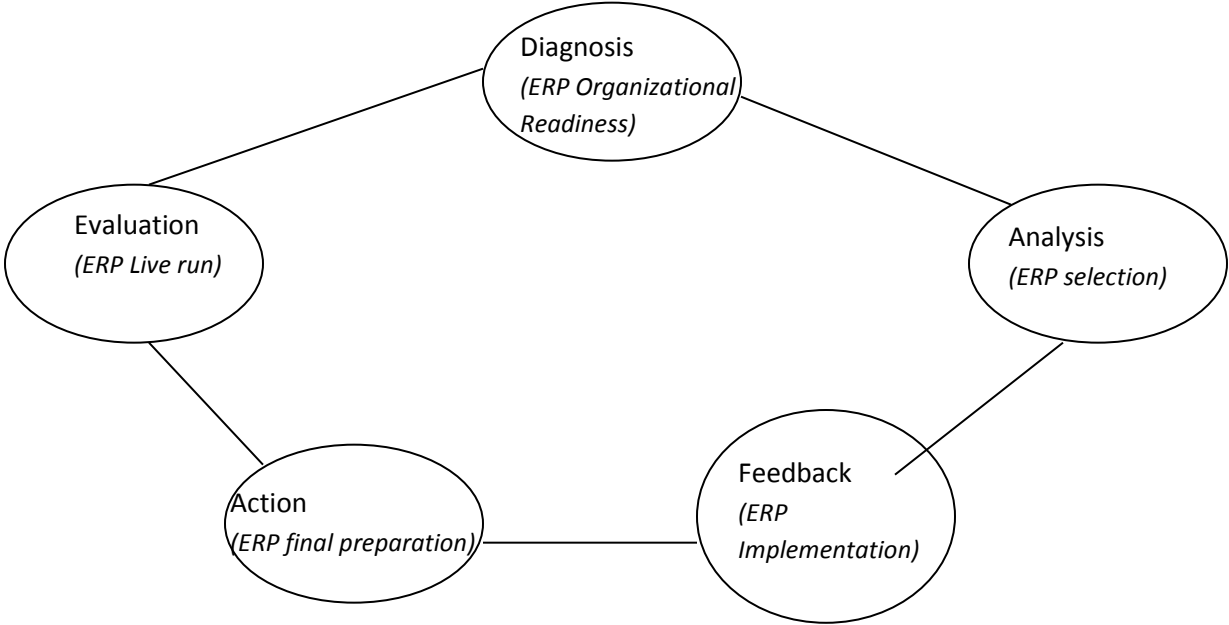 Diagnosis
(ERP Organizational
Readiness)
Evaluation
(ERP Live run)
Analysis
(ERP selection)
Feedback
(ERP
Implementation)
Action
(ERP final preparation)